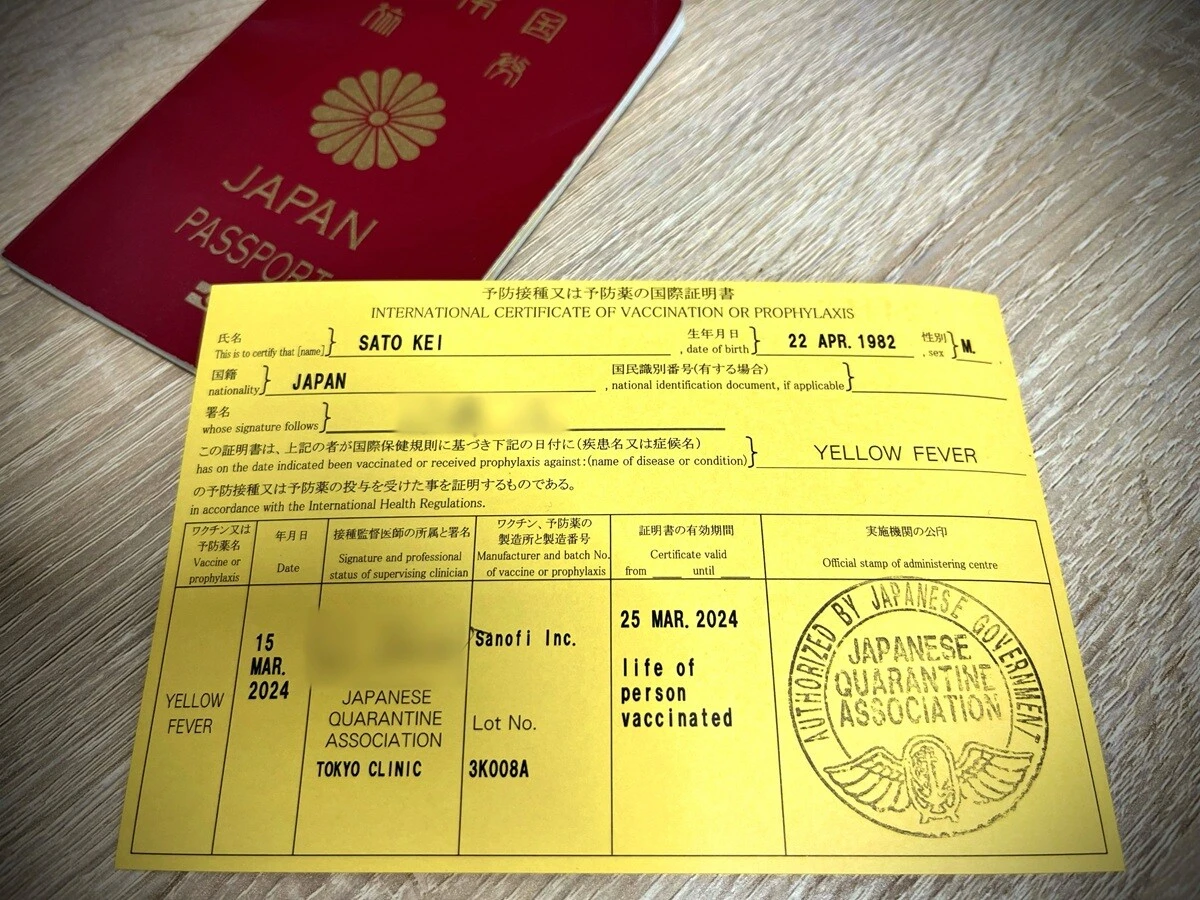 JAPAN
PASSPORT
予防接種又は予防薬の国際証明書
INTERNATIONAL CERTIFICATE OF VACCINATION OR PROPHYLAXIS
氏名
This is to certify that [name]
SATO KEI
生年月日
, date of birth
22 APR. 1982
性別
, sex
M.
国籍
nationality
JAPAN
国民識別番号(有する場合)
, national identification document, if applicable
署名
whose signature follows
この証明書は、上記の者が国際保健規則に基づき下記の日付に(疾患名又は症候名)
has on the date indicated been vaccinated or received prophylaxis against:(name of disease or condition)
YELLOW FEVER
の予防接種又は予防薬の投与を受けた事を証明するものである。
in accordance with the International Health Regulations.
ワクチン又は
予防薬名
Vaccine or
prophylaxis
年月日
Date
接種監督医師の所属と署名
Signature and professional
status of supervising clinician
ワクチン、予防薬の
製造所と製造番号
Manufacturer and batch No.
of vaccine or prophylaxis
証明書の有効期間
Certificate valid
from ____ until ____
実施機関の公印
Official stamp of administering centre
YELLOW
FEVER
15
MAR.
2024
JAPANESE
QUARANTINE
ASSOCIATION
TOKYO CLINIC
Sanofi Inc.
Lot No.
3K008A
25 MAR. 2024
life of
person
vaccinated
AUTHORIZED BY JAPANESE GOVERNMENT
JAPANESE
QUARANTINE
ASSOCIATION